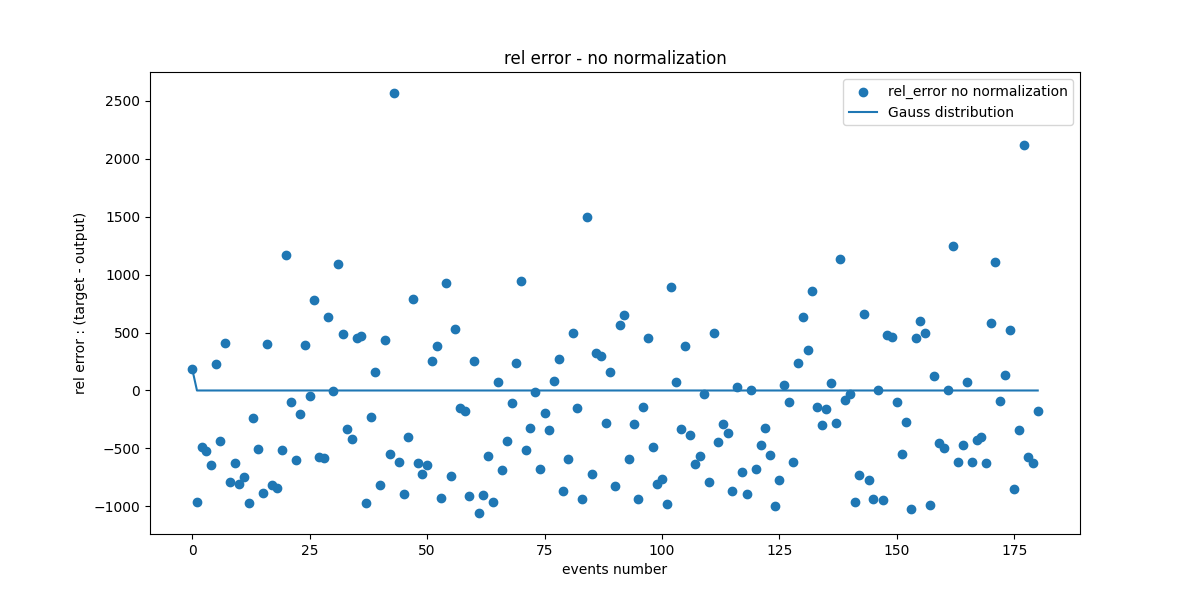 rel error - no normalization
rel_error no normalization
Gauss distribution
2500
2000
1500
1000
500
0
−500
−1000
rel error : (target - output)
0 25 50 75 100 125 150 175
events number